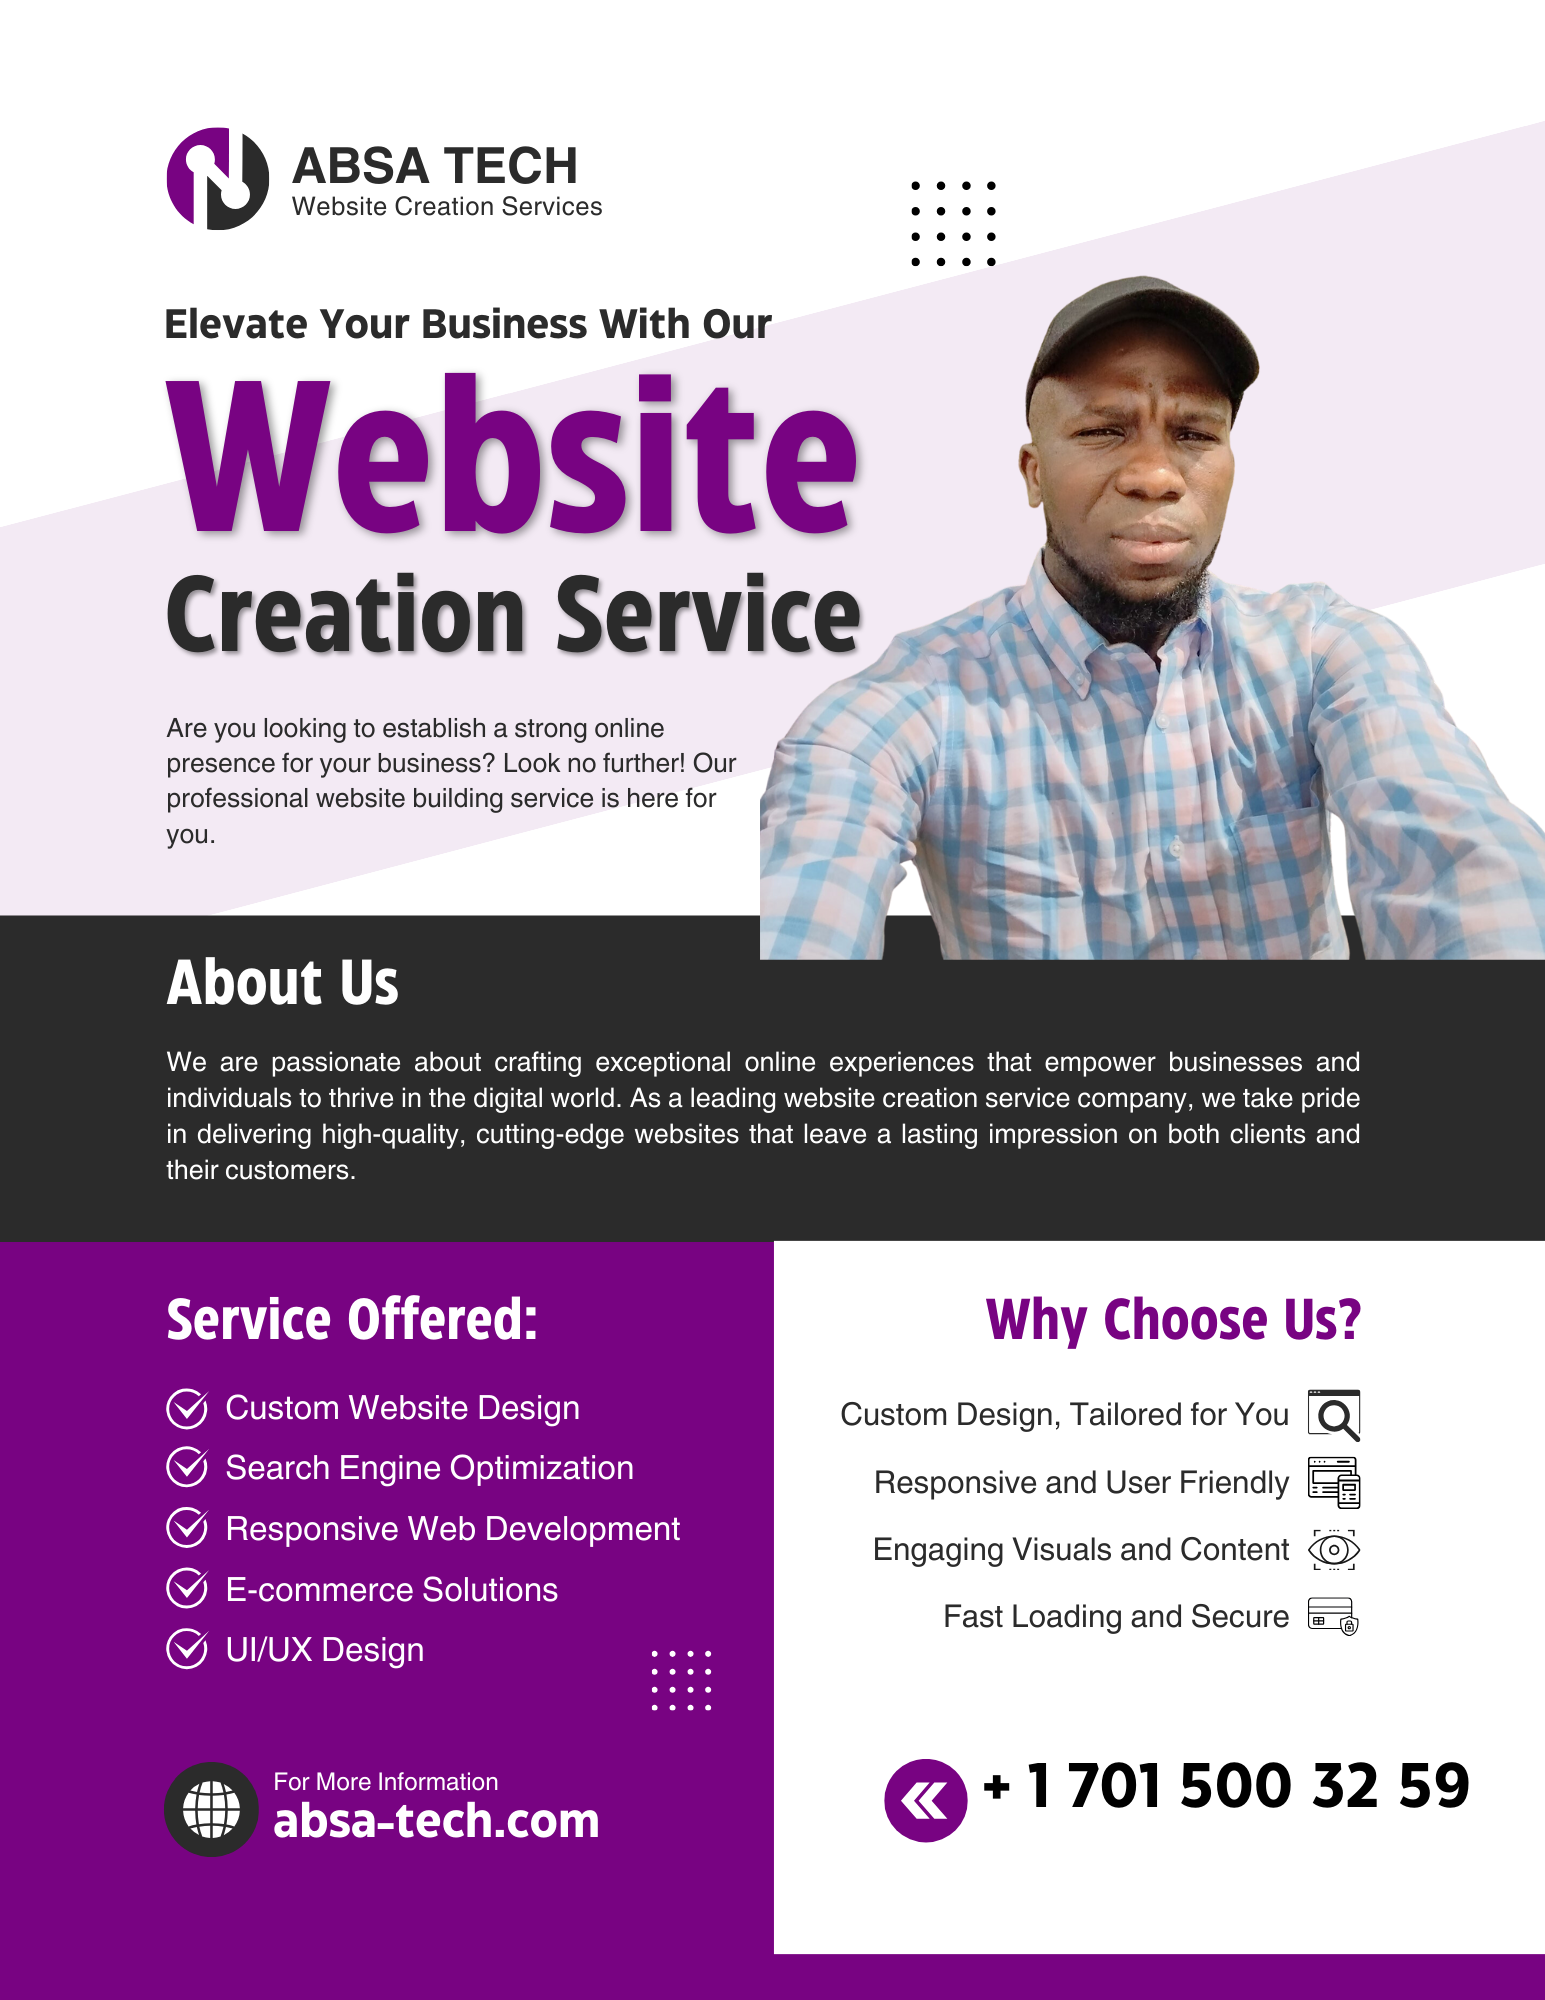 ABSA TECH
Website Creation Services
Elevate Your Business With Our
Website
Creation Service
Are you looking to establish a strong online
presence for your business? Look no further! Our
professional website building service is here for
you.
About Us
We are passionate about crafting exceptional online experiences that empower businesses and
individuals to thrive in the digital world. As a leading website creation service company, we take pride
in delivering high-quality, cutting-edge websites that leave a lasting impression on both clients and
their customers.
Service Offered:
Custom Website Design
Search Engine Optimization
Responsive Web Development
E-commerce Solutions
UI/UX Design
For More Information
absa-tech.com
Why Choose Us?
Custom Design, Tailored for You
Responsive and User Friendly
Engaging Visuals and Content
Fast Loading and Secure
+ 1 701 500 32 59